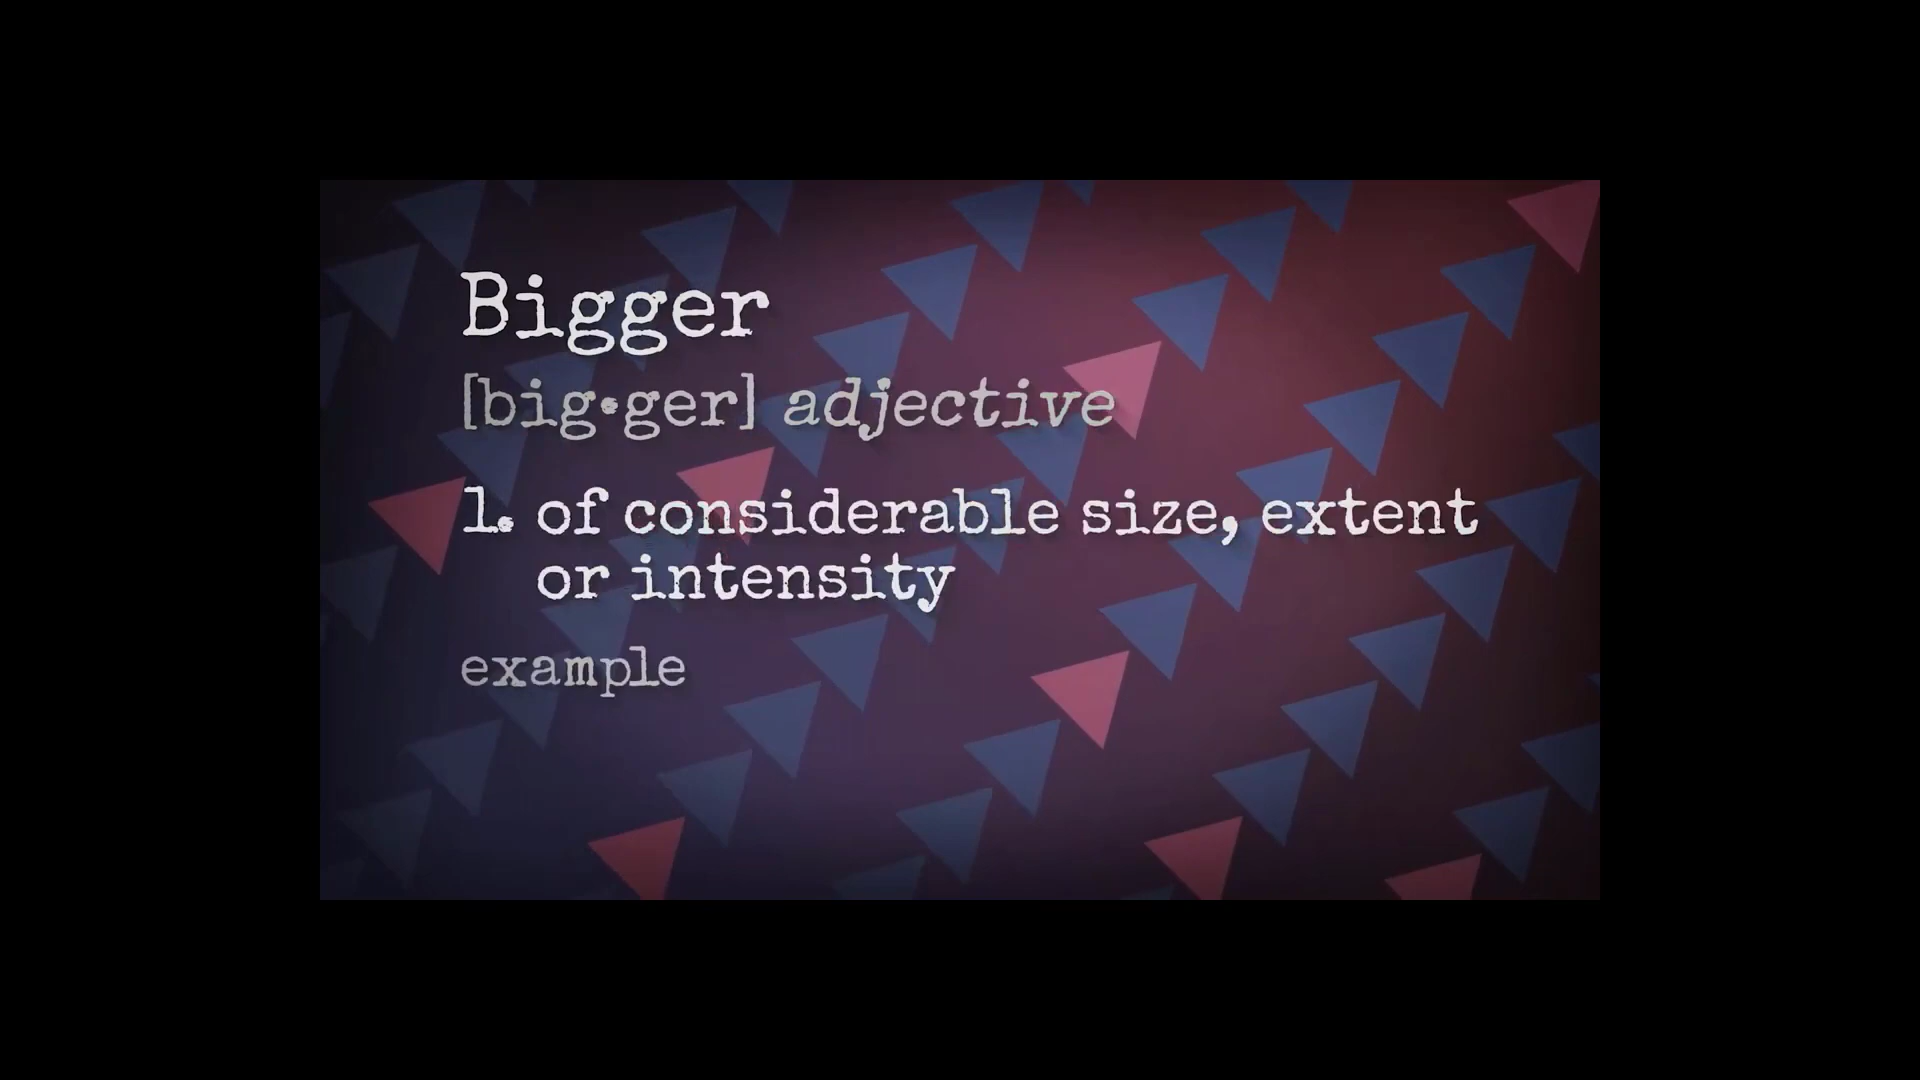 Bigger
[big•ger] adjective
1. of considerable size, extent
or intensity
example